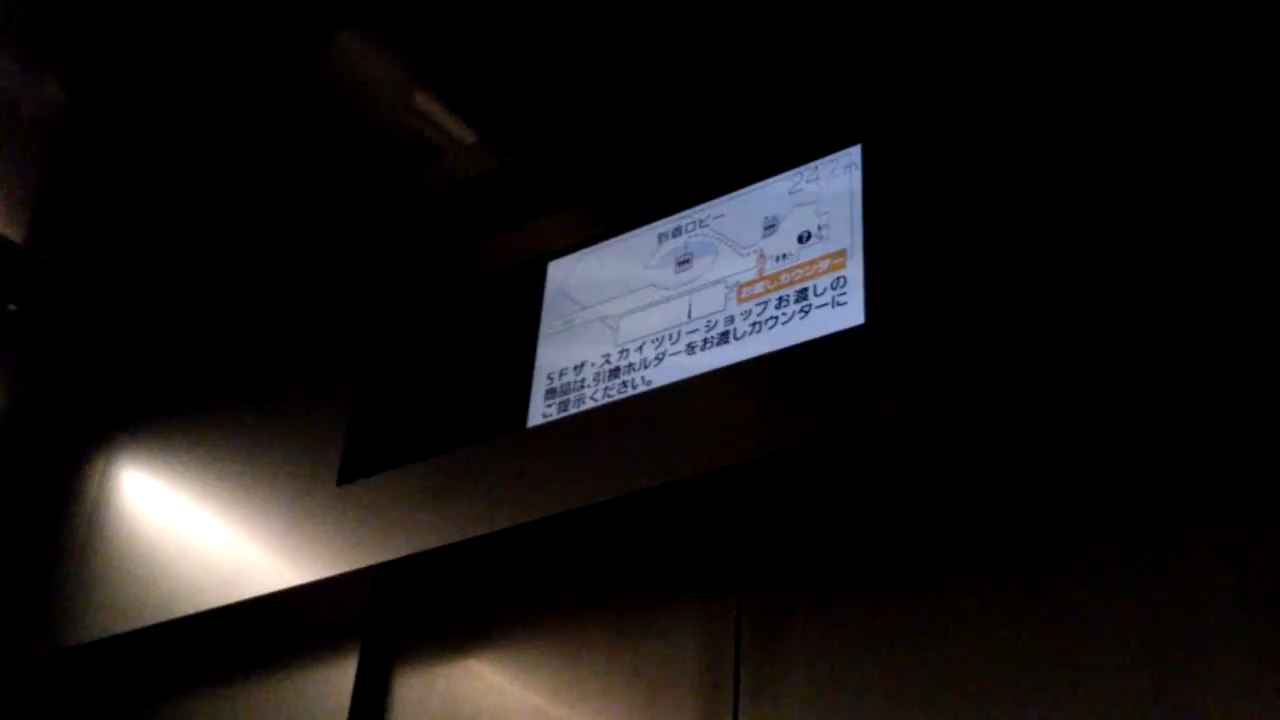 247m
到着ロビー
?
お渡しカウンター
5Fザ・スカイツリーショップお渡しの
商品は、引換ホルダーをお渡しカウンターに
ご提示ください。